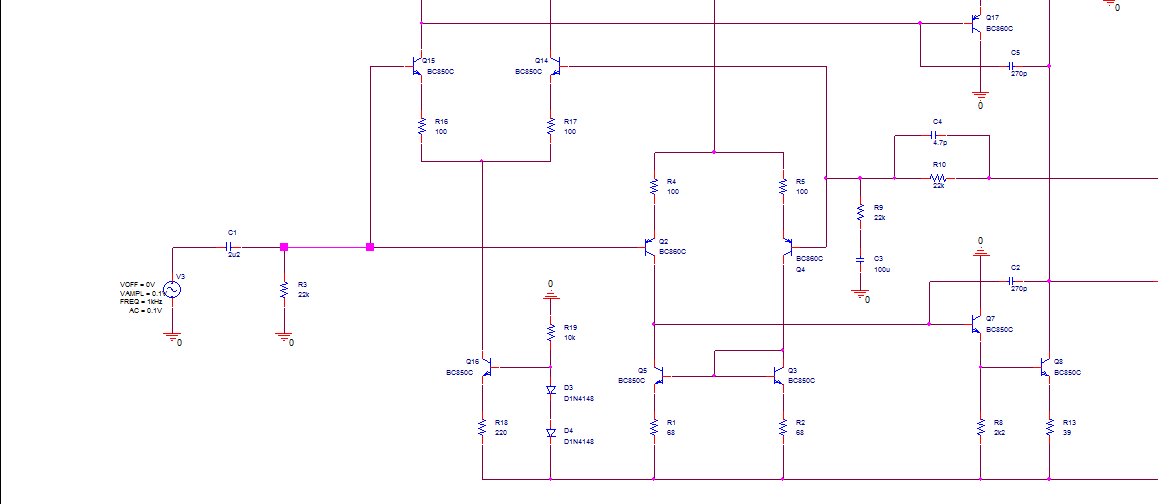 0
Q17
BC860C
Q15
BC850C
Q14
BC850C
C5
270p
0
R16
100
R17
100
C4
4.7p
R10
22k
R4
100
R5
100
R9
22k
C1
2u2
Q2
BC860C
BC860C
Q4
C3
100u
0
0
C2
270p
V3
VOFF = 0V
VAMPL = 0.1V
FREQ = 1kHz
AC = 0.1V
R3
22k
0
0
0
R19
10k
Q7
BC850C
Q16
BC850C
Q5
BC850C
Q3
BC850C
Q8
BC850C
D3
D1N4148
R18
220
D4
D1N4148
R1
68
R2
68
R8
2k2
R13
39